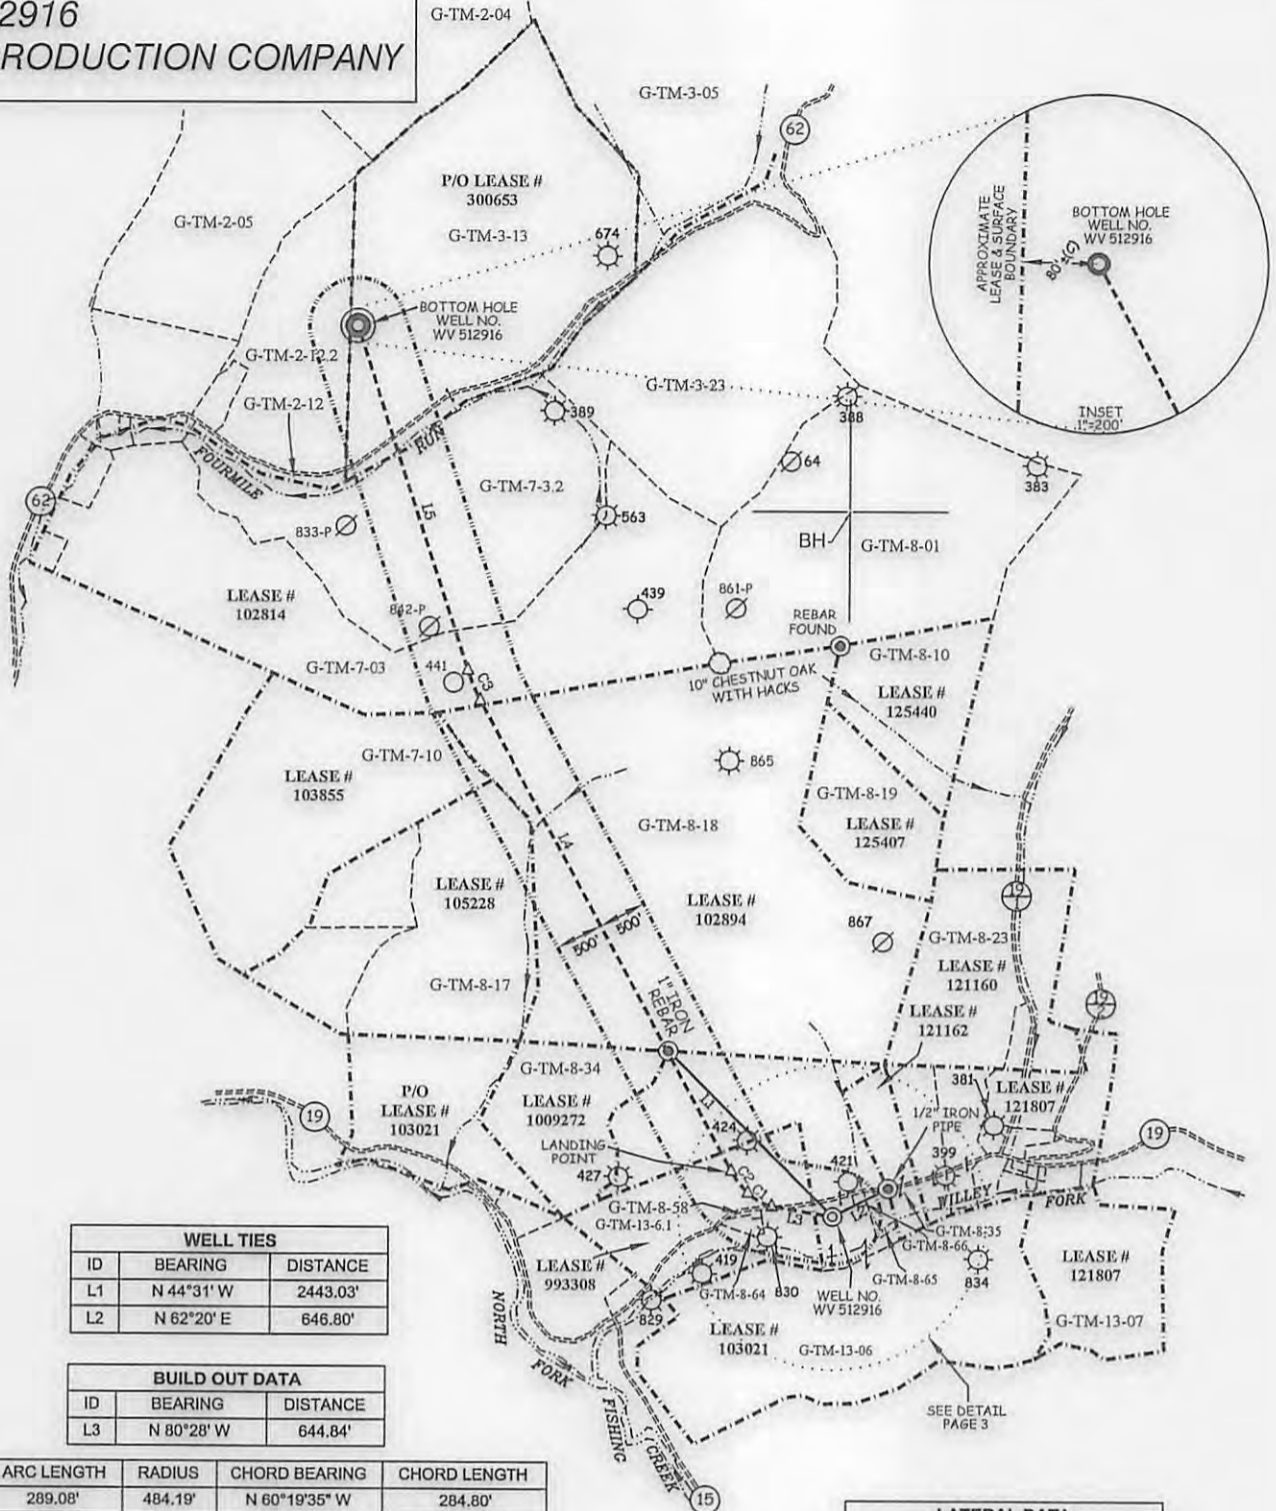 2916
RODUCTION COMPANY
G-TM-2-04
G-TM-3-05
62
P/O LEASE #
300653
G-TM-2-05
G-TM-3-13
674
APPROXIMATE
LEASE & SURFACE
BOUNDARY
BOTTOM HOLE
WELL NO.
WV 512916
80'±(G)
INSET
1"=200'
BOTTOM HOLE
WELL NO.
WV 512916
G-TM-2-12.2
G-TM-2-12
G-TM-3-23
389
388
64
383
FOURMILE
RUN
62
G-TM-7-3.2
L5
563
833-P
BH
G-TM-8-01
LEASE #
102814
842-P
439
861-P
REBAR
FOUND
G-TM-7-03
441
C3
10" CHESTNUT OAK
WITH HACKS
G-TM-8-10
LEASE #
125440
G-TM-7-10
LEASE #
103855
865
G-TM-8-19
LEASE #
125407
G-TM-8-18
L4
LEASE #
105228
LEASE #
102894
867
19
1
G-TM-8-23
500'
500'
LEASE #
121160
G-TM-8-17
1" IRON
REBAR
LEASE #
121162
19
2
G-TM-8-34
P/O
LEASE #
103021
LEASE #
1009272
19
L1
381
LEASE #
121807
1/2" IRON
PIPE
424
LANDING
POINT
427
421
399
19
C2
C1
WILLEY
FORK
G-TM-8-58
G-TM-13-6.1
L3
L2
G-TM-8-35
G-TM-8-66
LEASE #
993308
419
G-TM-8-64
830
WELL NO.
WV 512916
G-TM-8-65
834
LEASE #
121807
829
LEASE #
103021
G-TM-13-06
G-TM-13-07
NORTH
FORK
FISHING
CREEK
SEE DETAIL
PAGE 3
15
WELL TIES
ID BEARING DISTANCE
L1 N 44°31' W 2443.03'
L2 N 62°20' E 646.80'
BUILD OUT DATA
ID BEARING DISTANCE
L3 N 80°28' W 644.84'
ARC LENGTH RADIUS CHORD BEARING CHORD LENGTH
289.08' 484.19' N 60°19'35" W 284.80'
LATERAL DATA